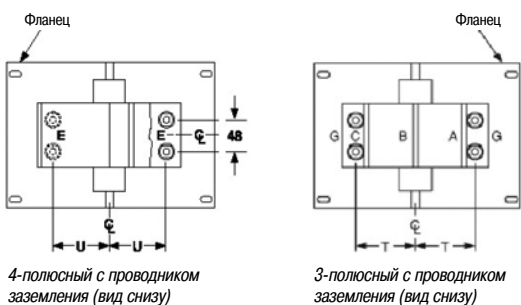 Фланец
Фланец
E
E
℄
48
G
C
B
A
G
℄
℄
U
U
T
T
4-полюсный с проводником
заземления (вид снизу)
3-полюсный с проводником
заземления (вид снизу)